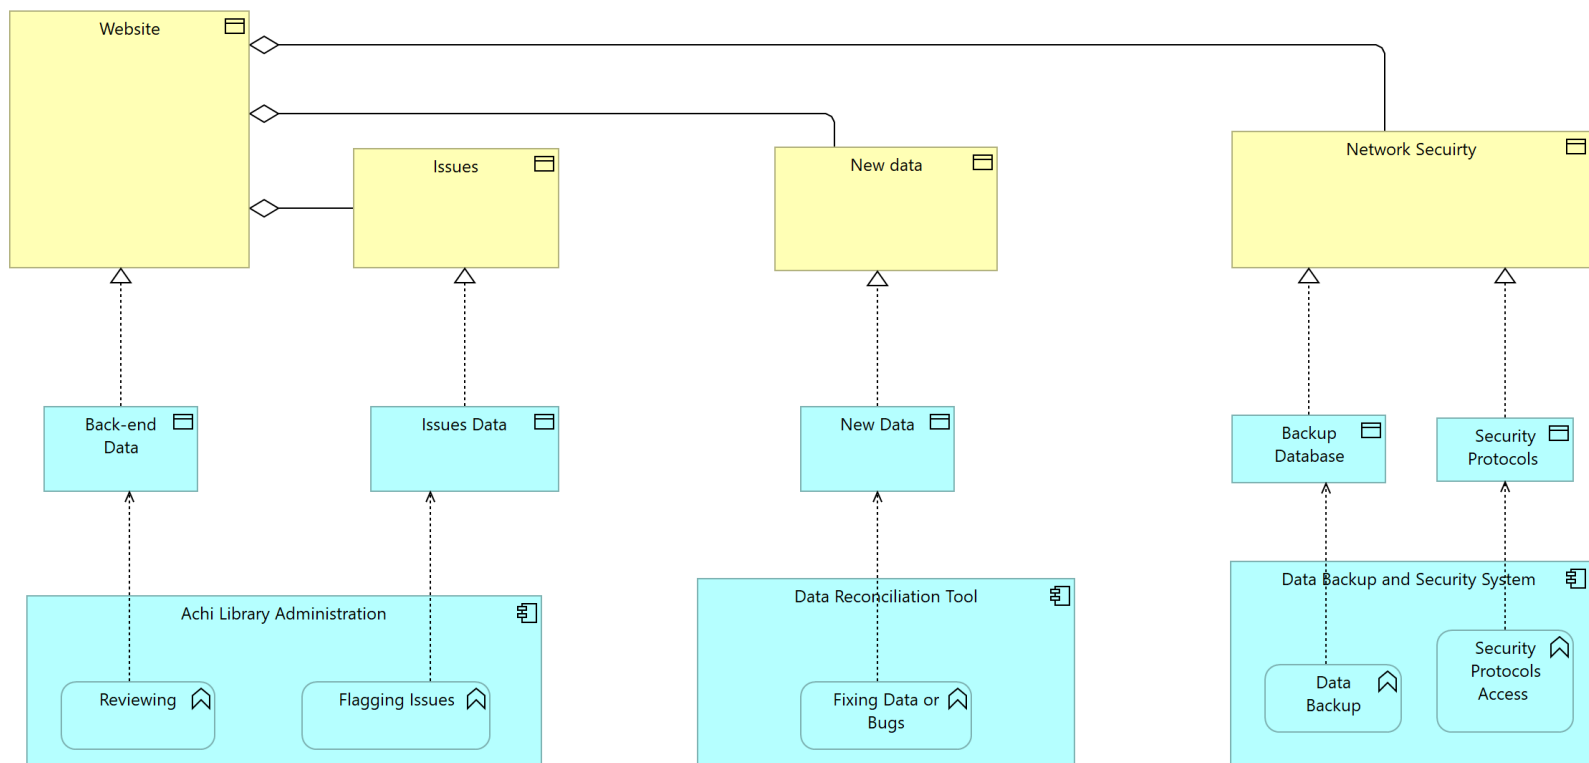 Website
Issues
New data
Network Secuirty
Back-end
Data
Issues Data
New Data
Backup
Database
Security
Protocols
Achi Library Administration
Data Reconciliation Tool
Data Backup and Security System
Reviewing
Flagging Issues
Fixing Data or
Bugs
Data
Backup
Security
Protocols
Access